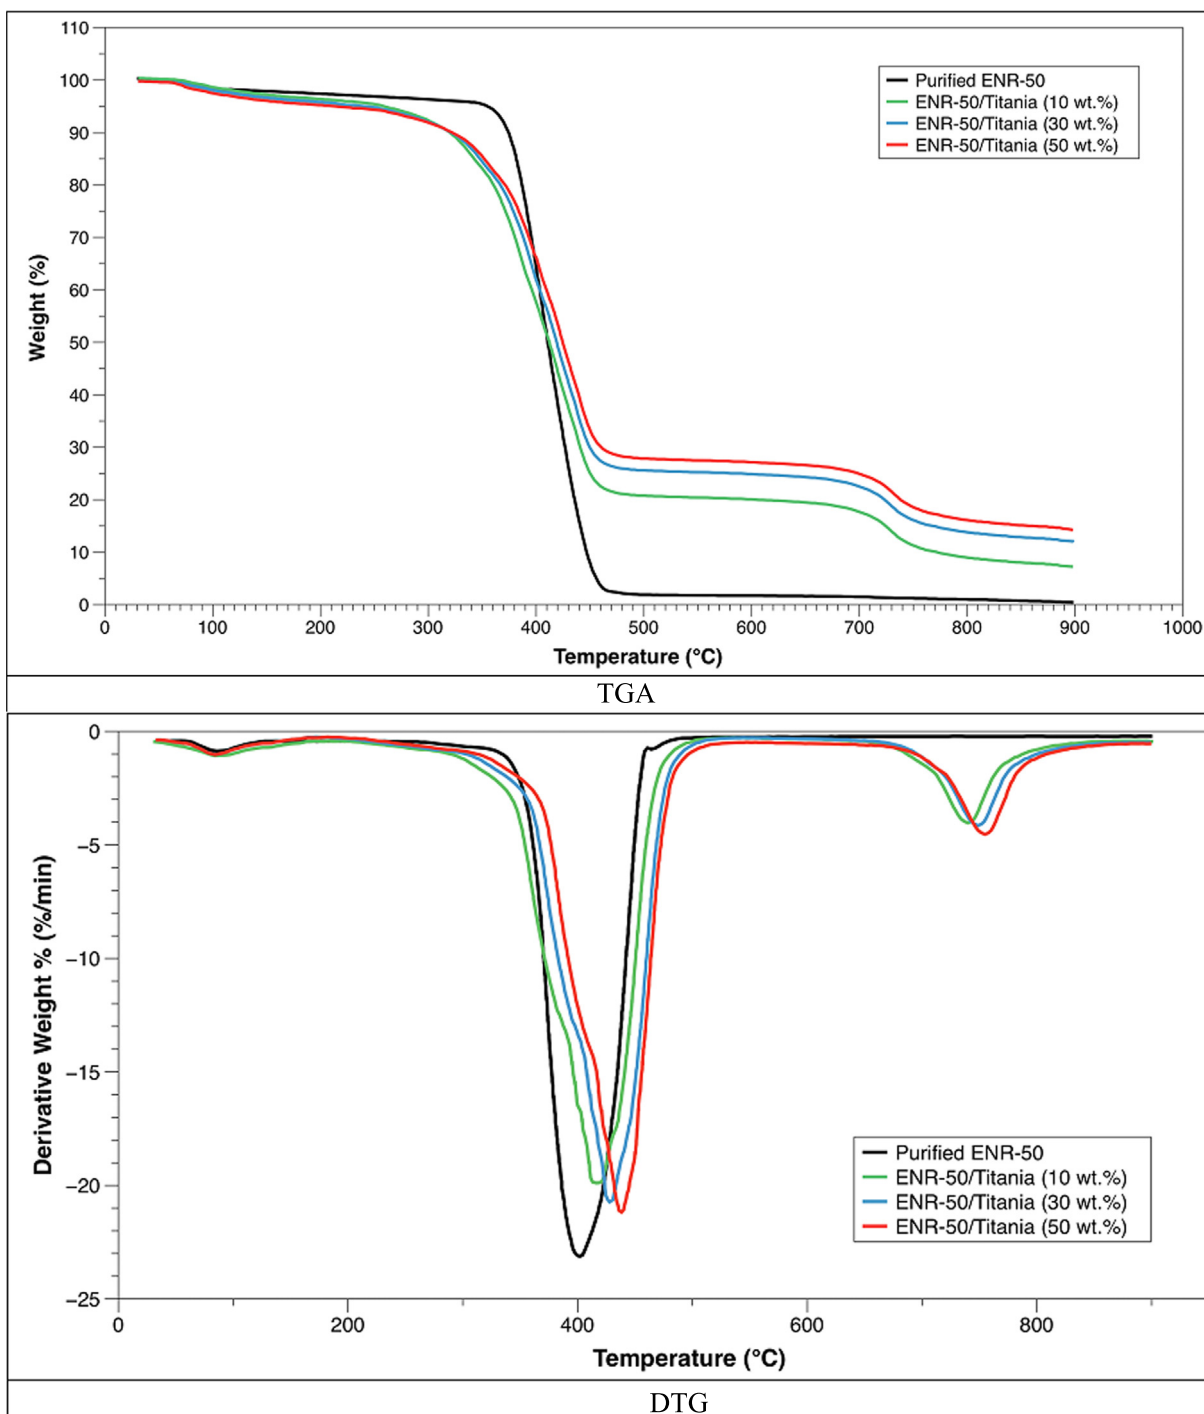 110
100
90
80
70
60
50
40
30
20
10
0
Weight (%)
Purified ENR-50
ENR-50/Titania (10 wt.%)
ENR-50/Titania (30 wt.%)
ENR-50/Titania (50 wt.%)
0 100 200 300 400 500 600 700 800 900 1000
Temperature (°C)
TGA
0
−5
−10
−15
−20
−25
Derivative Weight % (%/min)
Purified ENR-50
ENR-50/Titania (10 wt.%)
ENR-50/Titania (30 wt.%)
ENR-50/Titania (50 wt.%)
0 200 400 600 800
Temperature (°C)
DTG